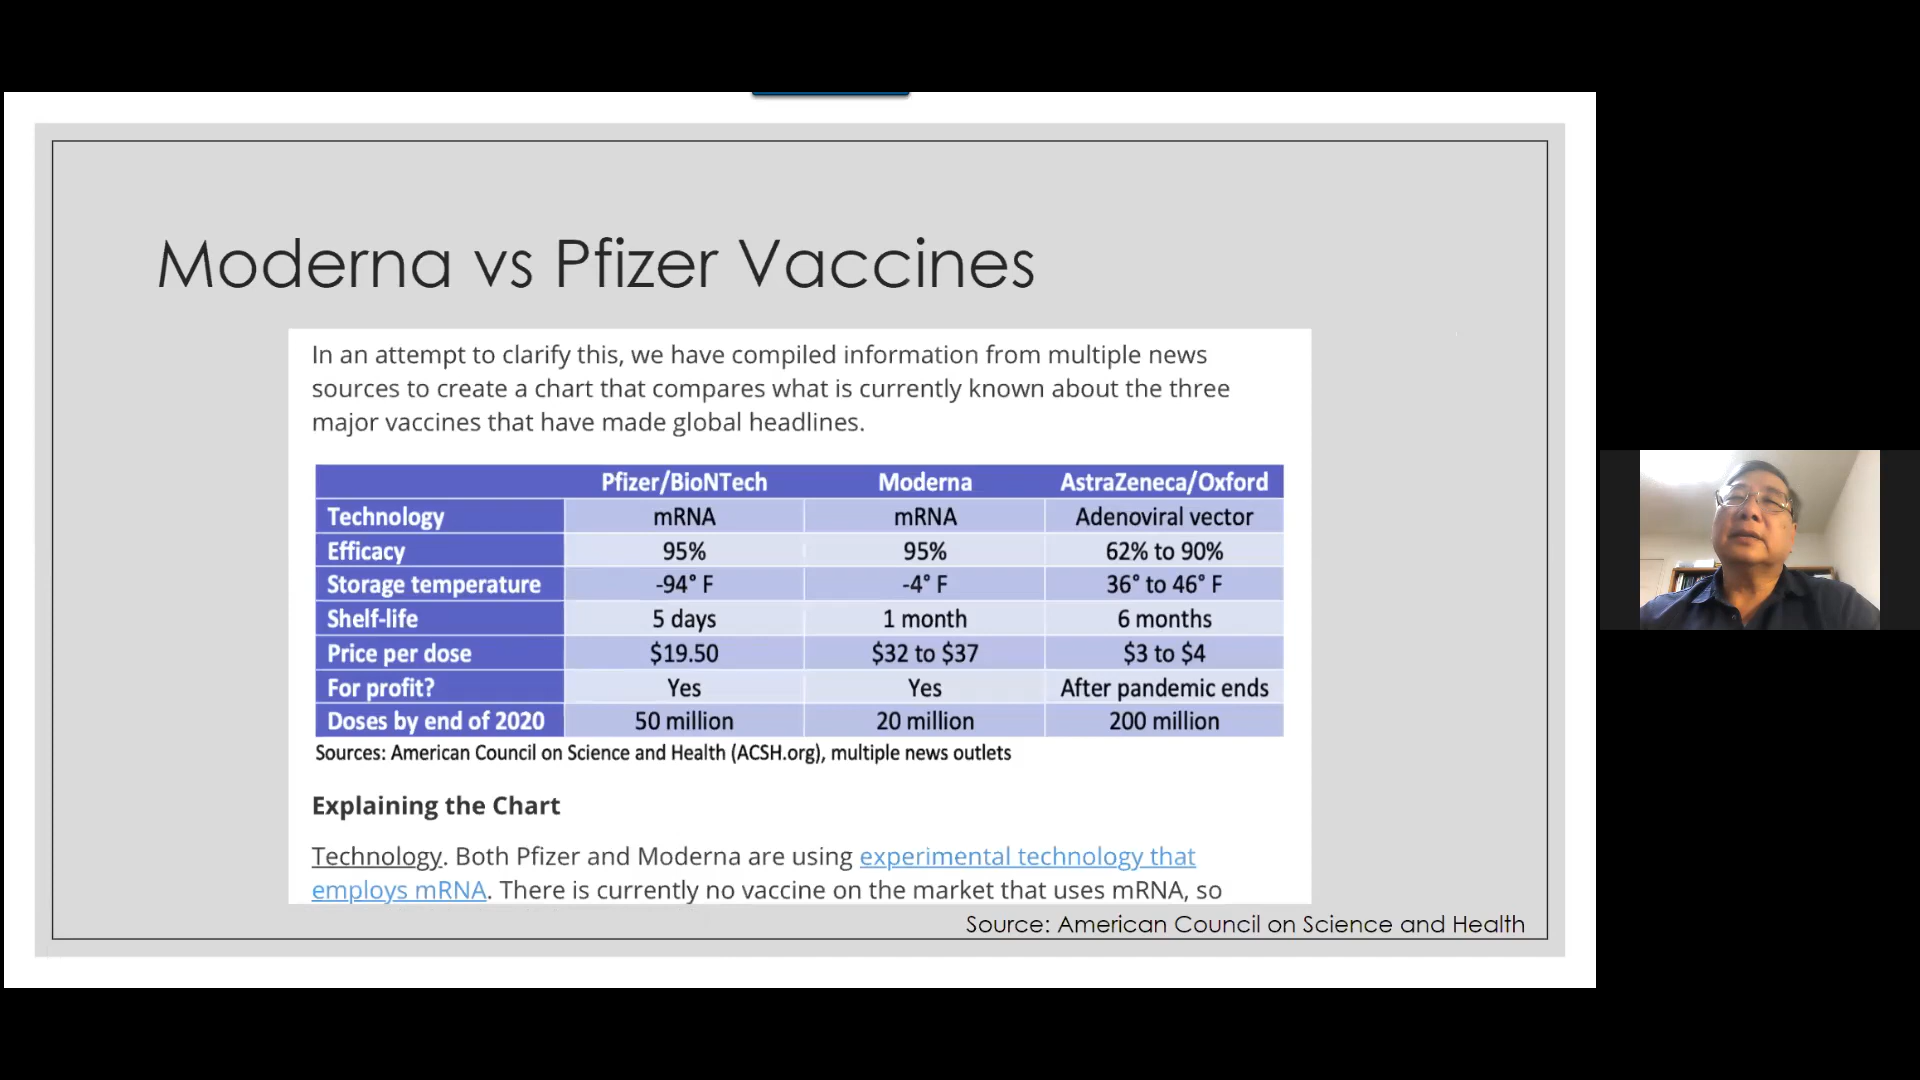 Moderna vs Pfizer Vaccines
In an attempt to clarify this, we have compiled information from multiple news
sources to create a chart that compares what is currently known about the three
major vaccines that have made global headlines.
Pfizer/BioNTech Moderna AstraZeneca/Oxford
Technology mRNA mRNA Adenoviral vector
Efficacy 95% 95% 62% to 90%
Storage temperature -94° F -4° F 36° to 46° F
Shelf-life 5 days 1 month 6 months
Price per dose $19.50 $32 to $37 $3 to $4
For profit? Yes Yes After pandemic ends
Doses by end of 2020 50 million 20 million 200 million
Sources: American Council on Science and Health (ACSH.org), multiple news outlets
Explaining the Chart
Technology. Both Pfizer and Moderna are using experimental technology that
employs mRNA. There is currently no vaccine on the market that uses mRNA, so
Source: American Council on Science and Health